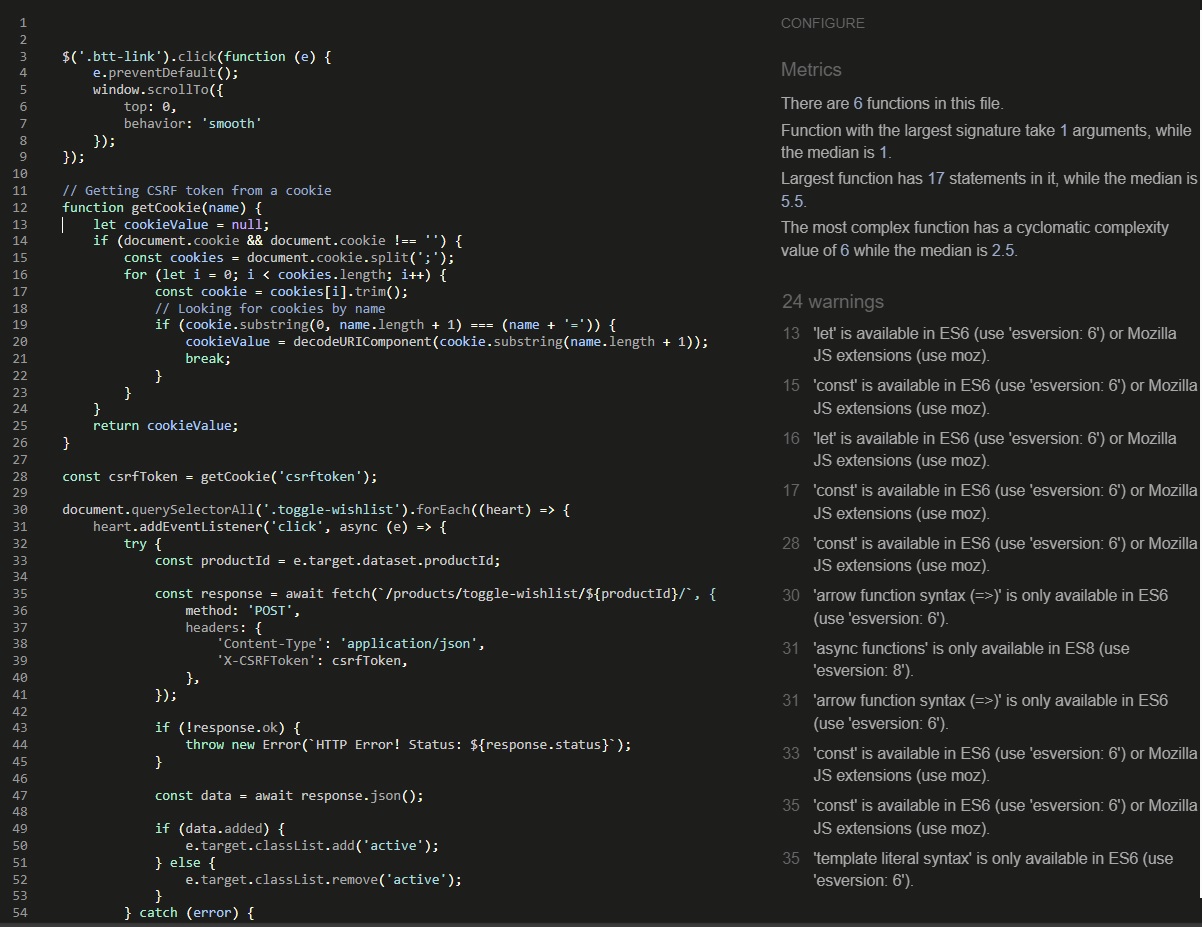 1
2
3 $('.btt-link').click(function (e) {
4 e.preventDefault();
5 window.scrollTo({
6 top: 0,
7 behavior: 'smooth'
8 });
9 });
10
11 // Getting CSRF token from a cookie
12 function getCookie(name) {
13 let cookieValue = null;
14 if (document.cookie && document.cookie !== '') {
15 const cookies = document.cookie.split(';');
16 for (let i = 0; i < cookies.length; i++) {
17 const cookie = cookies[i].trim();
18 // Looking for cookies by name
19 if (cookie.substring(0, name.length + 1) === (name + '=')) {
20 cookieValue = decodeURIComponent(cookie.substring(name.length + 1));
21 break;
22 }
23 }
24 }
25 return cookieValue;
26 }
27
28 const csrfToken = getCookie('csrftoken');
29
30 document.querySelectorAll('.toggle-wishlist').forEach((heart) => {
31 heart.addEventListener('click', async (e) => {
32 try {
33 const productId = e.target.dataset.productId;
34
35 const response = await fetch(`/products/toggle-wishlist/${productId}/`, {
36 method: 'POST',
37 headers: {
38 'Content-Type': 'application/json',
39 'X-CSRFToken': csrfToken,
40 },
41 });
42
43 if (!response.ok) {
44 throw new Error(`HTTP Error! Status: ${response.status}`);
45 }
46
47 const data = await response.json();
48
49 if (data.added) {
50 e.target.classList.add('active');
51 } else {
52 e.target.classList.remove('active');
53 }
54 } catch (error) {
CONFIGURE
Metrics
There are 6 functions in this file.
Function with the largest signature take 1 arguments, while
the median is 1.
Largest function has 17 statements in it, while the median is
5.5.
The most complex function has a cyclomatic complexity
value of 6 while the median is 2.5.
24 warnings
13 'let' is available in ES6 (use 'esversion: 6') or Mozilla
JS extensions (use moz).
15 'const' is available in ES6 (use 'esversion: 6') or Mozilla
JS extensions (use moz).
16 'let' is available in ES6 (use 'esversion: 6') or Mozilla
JS extensions (use moz).
17 'const' is available in ES6 (use 'esversion: 6') or Mozilla
JS extensions (use moz).
28 'const' is available in ES6 (use 'esversion: 6') or Mozilla
JS extensions (use moz).
30 'arrow function syntax (=>)' is only available in ES6
(use 'esversion: 6').
31 'async functions' is only available in ES8 (use
'esversion: 8').
31 'arrow function syntax (=>)' is only available in ES6
(use 'esversion: 6').
33 'const' is available in ES6 (use 'esversion: 6') or Mozilla
JS extensions (use moz).
35 'const' is available in ES6 (use 'esversion: 6') or Mozilla
JS extensions (use moz).
35 'template literal syntax' is only available in ES6 (use
'esversion: 6').